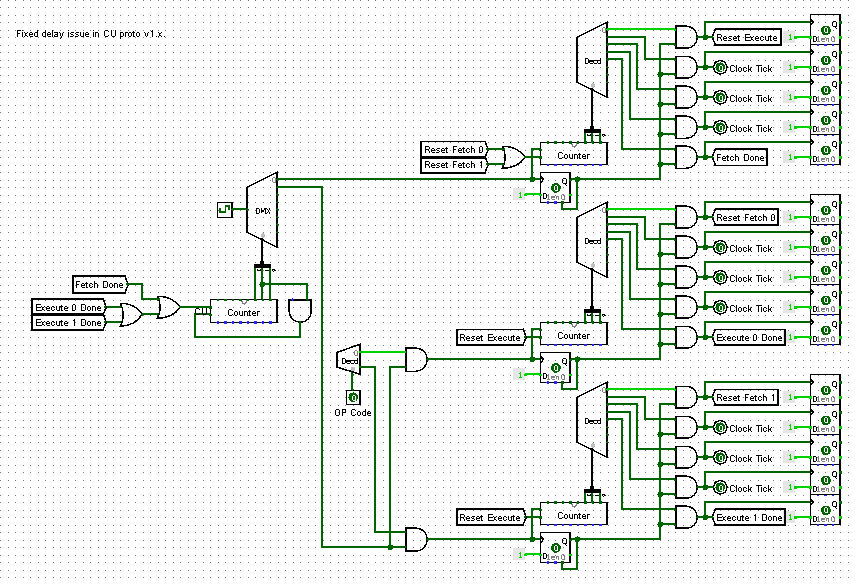 Fixed delay issue in CU proto v1.x.
Decd
Reset Execute
Clock Tick
Clock Tick
Clock Tick
Fetch Done
Reset Fetch 0
Reset Fetch 1
Counter
DMX
Decd
Reset Fetch 0
Clock Tick
Clock Tick
Clock Tick
Execute 0 Done
Fetch Done
Execute 0 Done
Execute 1 Done
Counter
Reset Execute
Counter
Decd
OP Code
Decd
Reset Fetch 1
Clock Tick
Clock Tick
Clock Tick
Execute 1 Done
Reset Execute
Counter